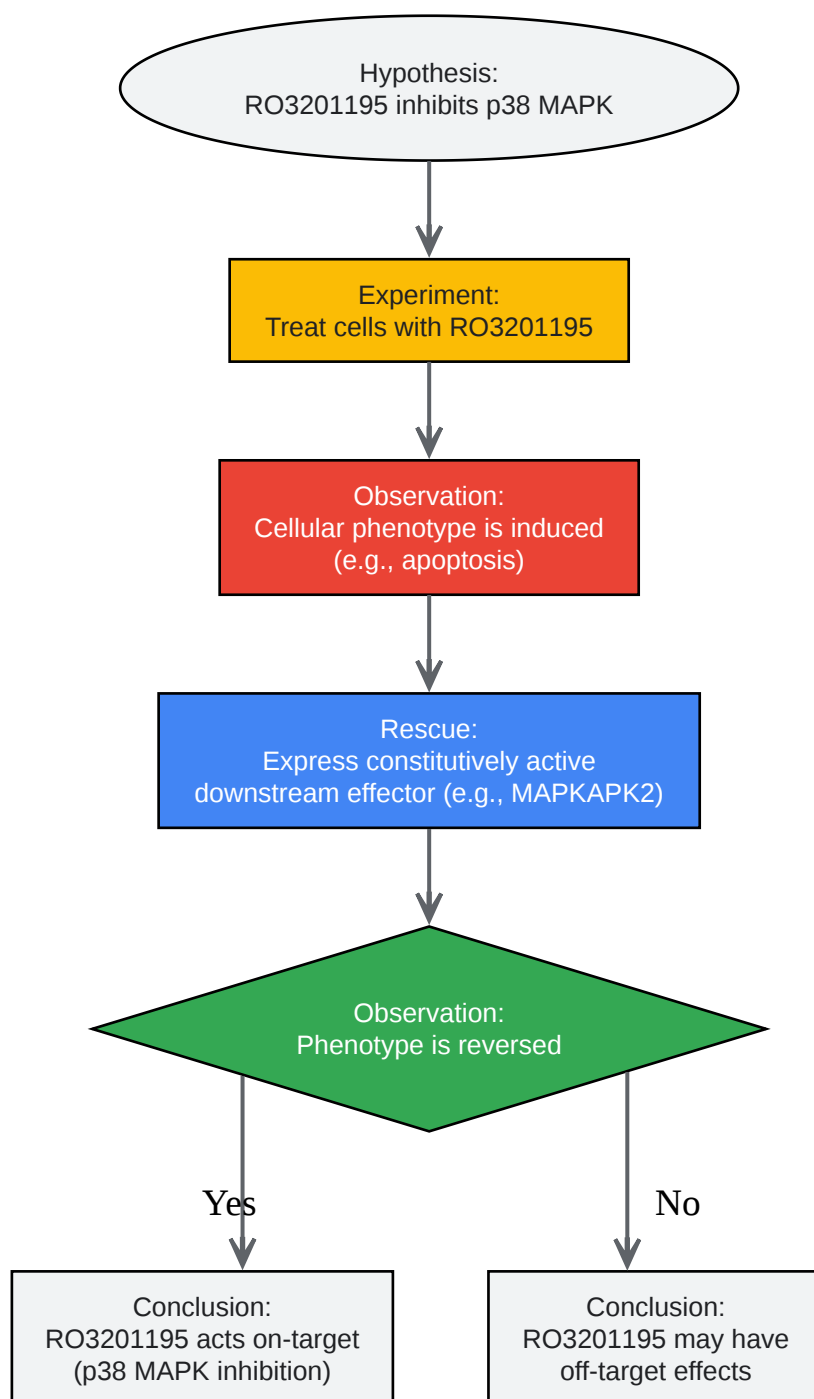 Hypothesis:
RO3201195 inhibits p38 MAPK
Experiment:
Treat cells with RO3201195
Observation:
Cellular phenotype is induced
(e.g., apoptosis)
Rescue:
Express constitutively active
downstream effector (e.g., MAPKAPK2)
Observation:
Phenotype is reversed
Yes
No
Conclusion:
RO3201195 acts on-target
(p38 MAPK inhibition)
Conclusion:
RO3201195 may have
off-target effects